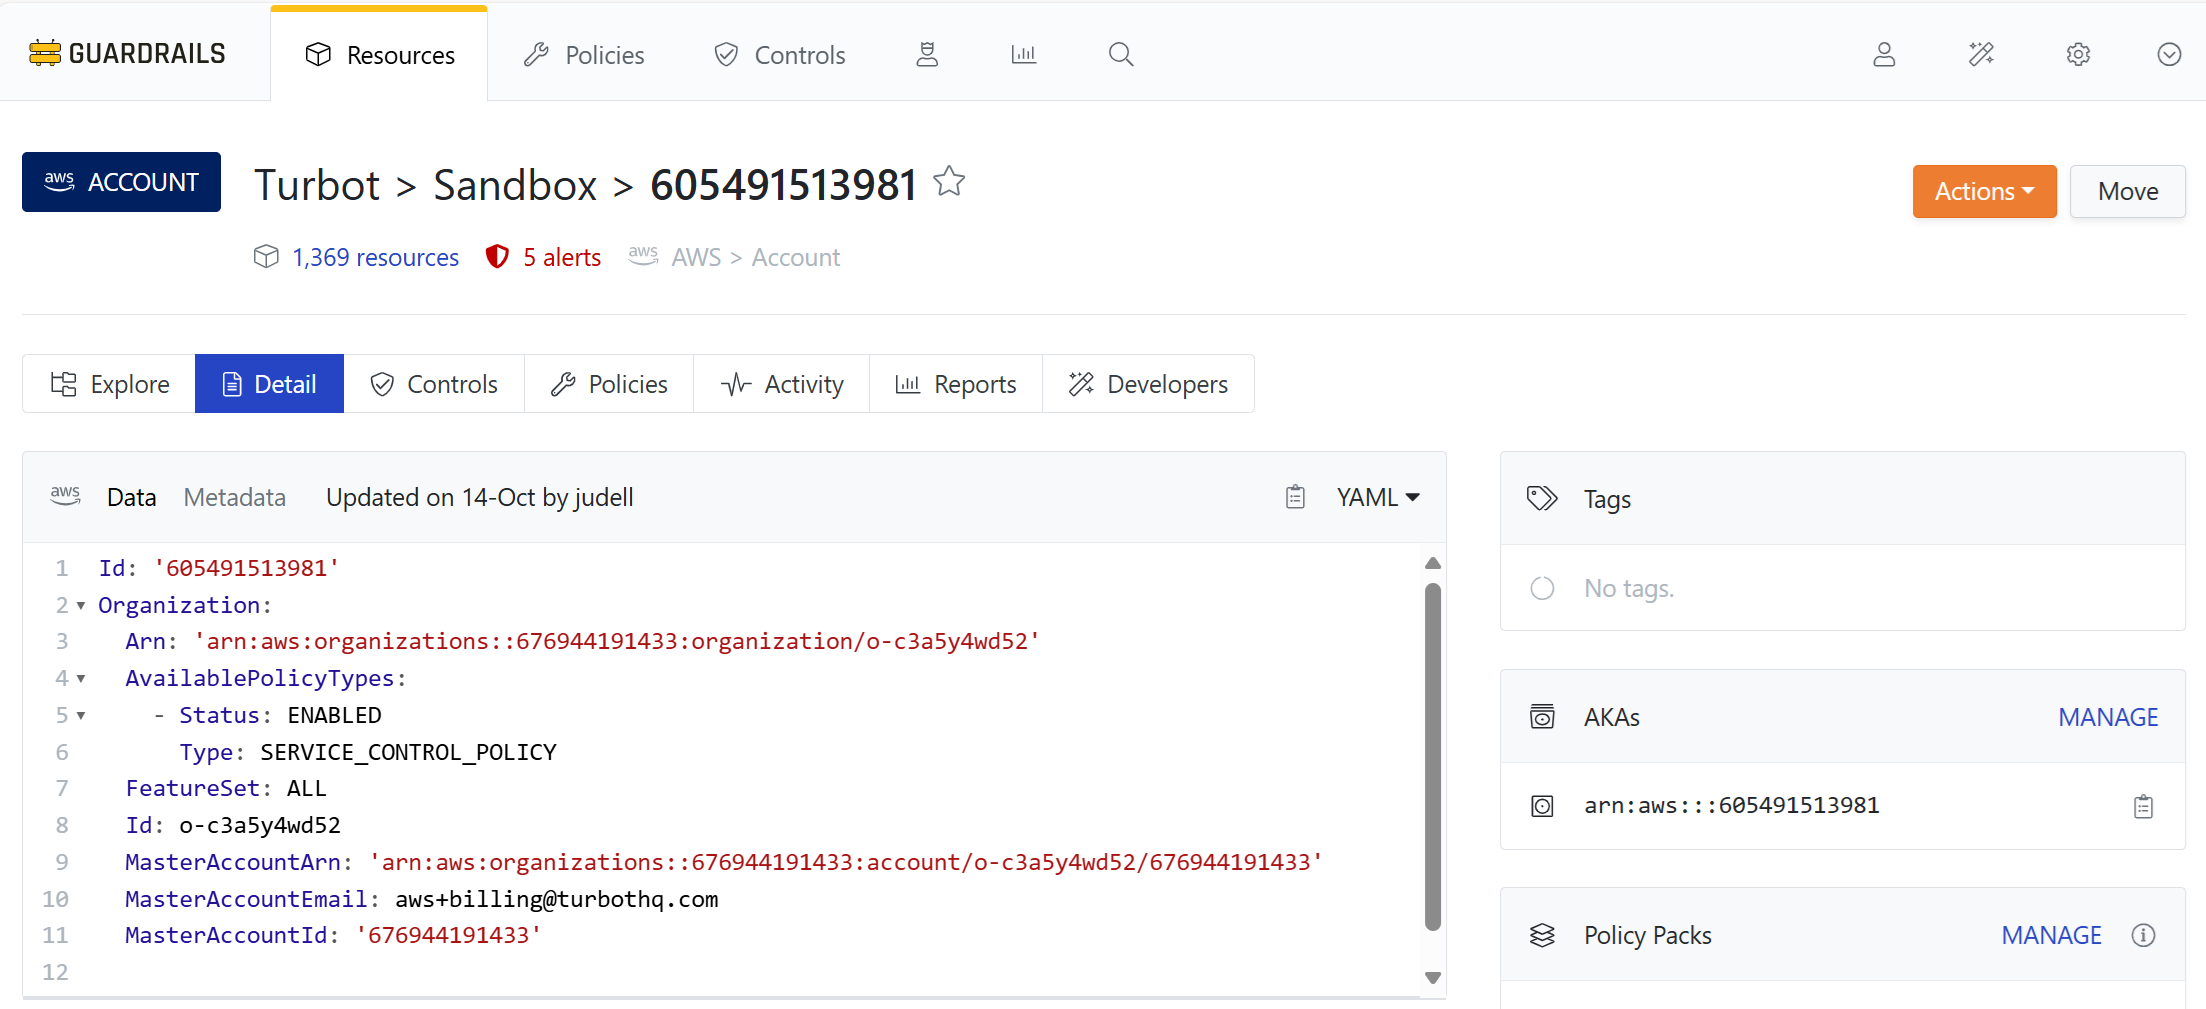 GUARDRAILS
Resources
Policies
Controls
aws ACCOUNT
Turbot > Sandbox > 605491513981
Actions
Move
1,369 resources
5 alerts
aws AWS > Account
Explore
Detail
Controls
Policies
Activity
Reports
Developers
aws Data Metadata Updated on 14-Oct by judell YAML
1 Id: '605491513981'
2 Organization:
3 Arn: 'arn:aws:organizations::676944191433:organization/o-c3a5y4wd52'
4 AvailablePolicyTypes:
5 - Status: ENABLED
6 Type: SERVICE_CONTROL_POLICY
7 FeatureSet: ALL
8 Id: o-c3a5y4wd52
9 MasterAccountArn: 'arn:aws:organizations::676944191433:account/o-c3a5y4wd52/676944191433'
10 MasterAccountEmail: aws+billing@turbothq.com
11 MasterAccountId: '676944191433'
12
Tags
No tags.
AKAs MANAGE
arn:aws:::605491513981
Policy Packs MANAGE